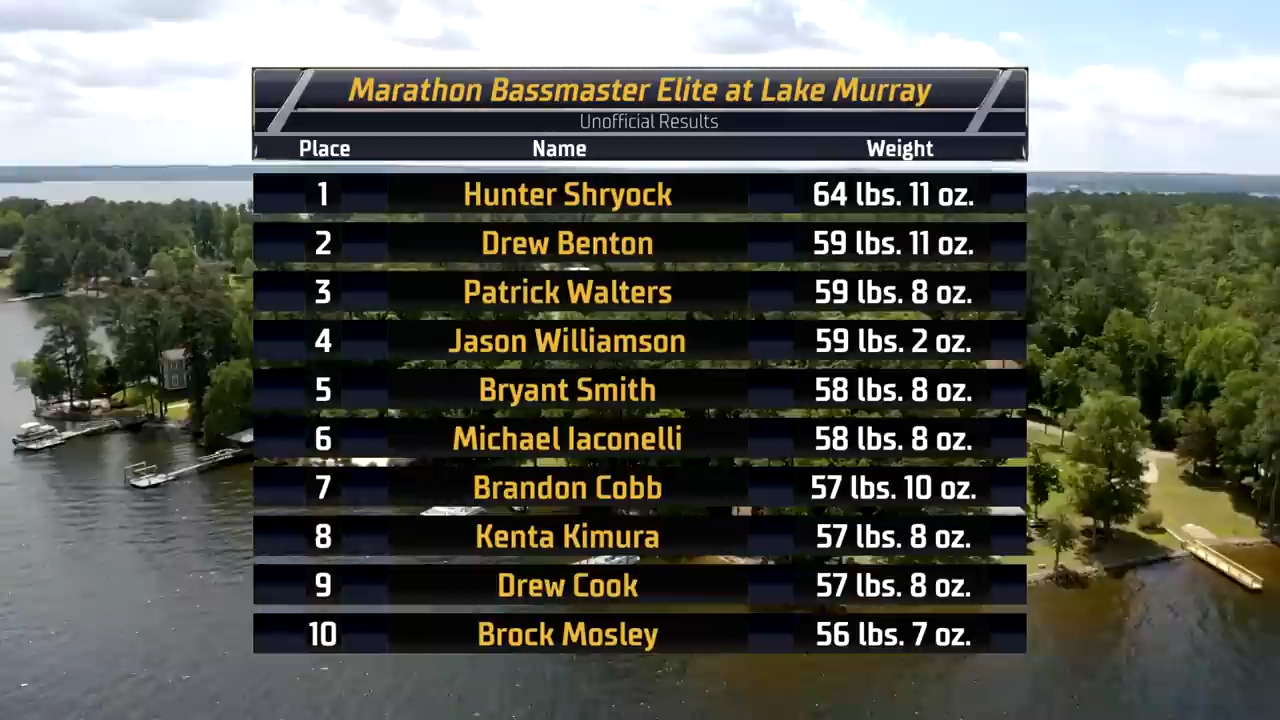 Marathon Bassmaster Elite at Lake Murray
Unofficial Results
Place Name Weight
1 Hunter Shryock 64 lbs. 11 oz.
2 Drew Benton 59 lbs. 11 oz.
3 Patrick Walters 59 lbs. 8 oz.
4 Jason Williamson 59 lbs. 2 oz.
5 Bryant Smith 58 lbs. 8 oz.
6 Michael Iaconelli 58 lbs. 8 oz.
7 Brandon Cobb 57 lbs. 10 oz.
8 Kenta Kimura 57 lbs. 8 oz.
9 Drew Cook 57 lbs. 8 oz.
10 Brock Mosley 56 lbs. 7 oz.